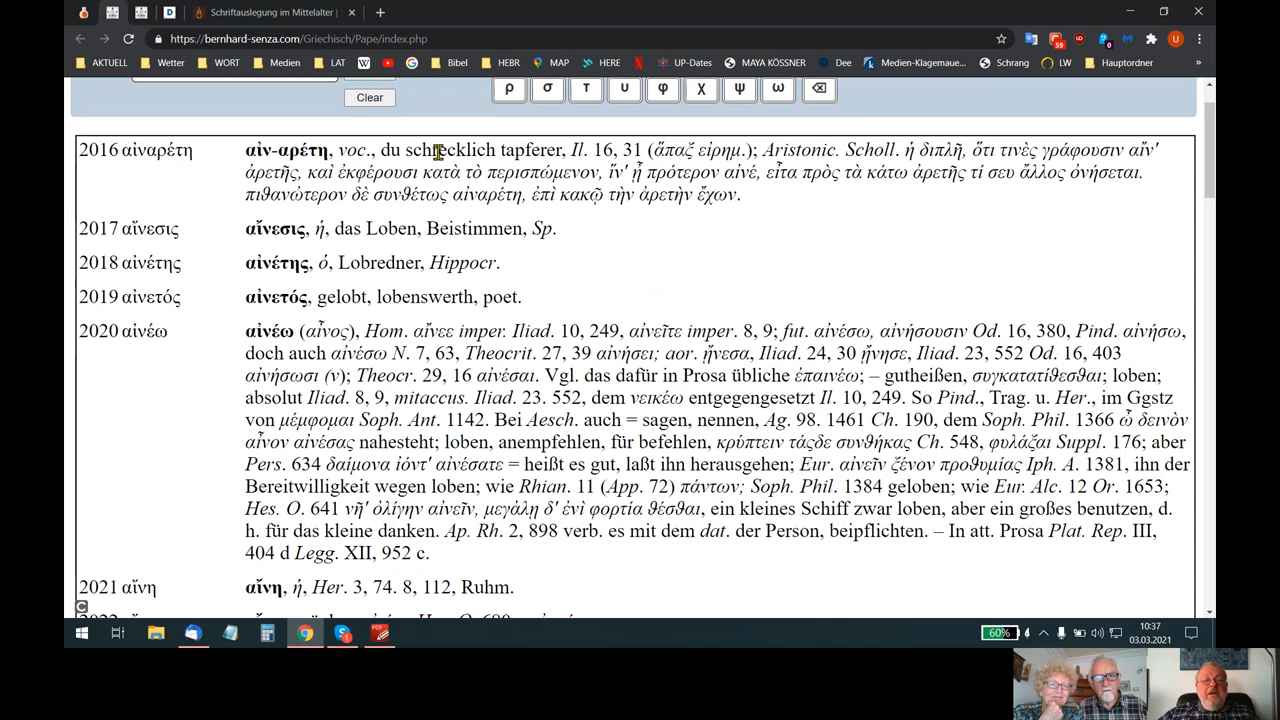 Schriftauslegung im Mittelalter |
https://bernhard-senza.com/Griechisch/Pape/index.php
AKTUELL Wetter WORT Medien LAT Bibel HEBR MAP HERE UP-Dates MAYA KÖSSNER Dee Medien-Klagemaue... Schrang LW Hauptordner
Clear
ρ σ τ υ φ χ ψ ω
2016 αἰναρέτη αἰν-αρέτη, voc., du schrecklich tapferer, Il. 16, 31 (ἅπαξ εἰρημ.); Aristonic. Scholl. ἡ διπλῆ, ὅτι τινὲς γράφουσιν αἴν'
ἀρετῆς, καὶ ἐκφέρουσι κατὰ τὸ περισπώμενον, ἵν' ᾖ πρότερον αἰνέ, εἶτα πρὸς τὰ κάτω ἀρετῆς τί σευ ἄλλος ὀνήσεται.
πιθανώτερον δὲ συνθέτως αἰναρέτη, ἐπὶ κακῷ τὴν ἀρετὴν ἔχων.
2017 αἴνεσις αἴνεσις, ἡ, das Loben, Beistimmen, Sp.
2018 αἰνέτης αἰνέτης, ὁ, Lobredner, Hippocr.
2019 αἰνετός αἰνετός, gelobt, lobenswerth, poet.
2020 αἰνέω αἰνέω (αἶνος), Hom. αἴνεε imper. Iliad. 10, 249, αἰνεῖτε imper. 8, 9; fut. αἰνέσω, αἰνήσουσιν Od. 16, 380, Pind. αἰνήσω,
doch auch αἰνέσω N. 7, 63, Theocrit. 27, 39 αἰνήσει; aor. ᾔνεσα, Iliad. 24, 30 ᾔνησε, Iliad. 23, 552 Od. 16, 403
αἰνήσωσι (ν); Theocr. 29, 16 αἰνέσαι. Vgl. das dafür in Prosa übliche ἐπαινέω; – gutheißen, συγκατατίθεσθαι; loben;
absolut Iliad. 8, 9, mitaccus. Iliad. 23. 552, dem νεικέω entgegengesetzt Il. 10, 249. So Pind., Trag. u. Her., im Ggstz
von μέμφομαι Soph. Ant. 1142. Bei Aesch. auch = sagen, nennen, Ag. 98. 1461 Ch. 190, dem Soph. Phil. 1366 ὦ δεινὸν
αἶνον αἰνέσας nahesteht; loben, anempfehlen, für befehlen, κρύπτειν τάςδε συνθήκας Ch. 548, φυλάξαι Suppl. 176; aber
Pers. 634 δαίμονα ἰόντ' αἰνέσατε = heißt es gut, laßt ihn herausgehen; Eur. αἰνεῖν ξένον προθυμίας Iph. A. 1381, ihn der
Bereitwilligkeit wegen loben; wie Rhian. 11 (App. 72) πάντων; Soph. Phil. 1384 geloben; wie Eur. Alc. 12 Or. 1653;
Hes. O. 641 νῆ' ὀλίγην αἰνεῖν, μεγάλῃ δ' ἐνὶ φορτία θέσθαι, ein kleines Schiff zwar loben, aber ein großes benutzen, d.
h. für das kleine danken. Ap. Rh. 2, 898 verb. es mit dem dat. der Person, beipflichten. – In att. Prosa Plat. Rep. III,
404 d Legg. XII, 952 c.
2021 αἴνη αἴνη, ἡ, Her. 3, 74. 8, 112, Ruhm.
60% 10:37
03.03.2021